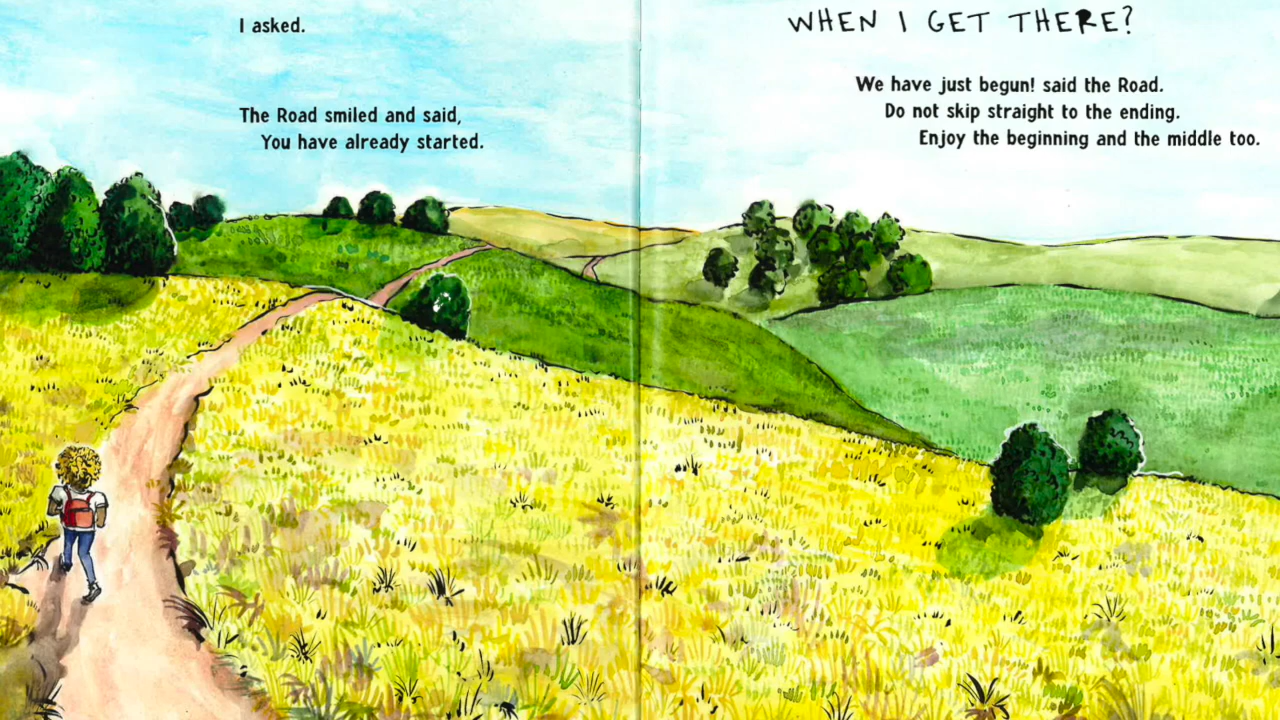 I asked.
The Road smiled and said,
You have already started.
WHEN I GET THERE?
We have just begun! said the Road.
Do not skip straight to the ending.
Enjoy the beginning and the middle too.